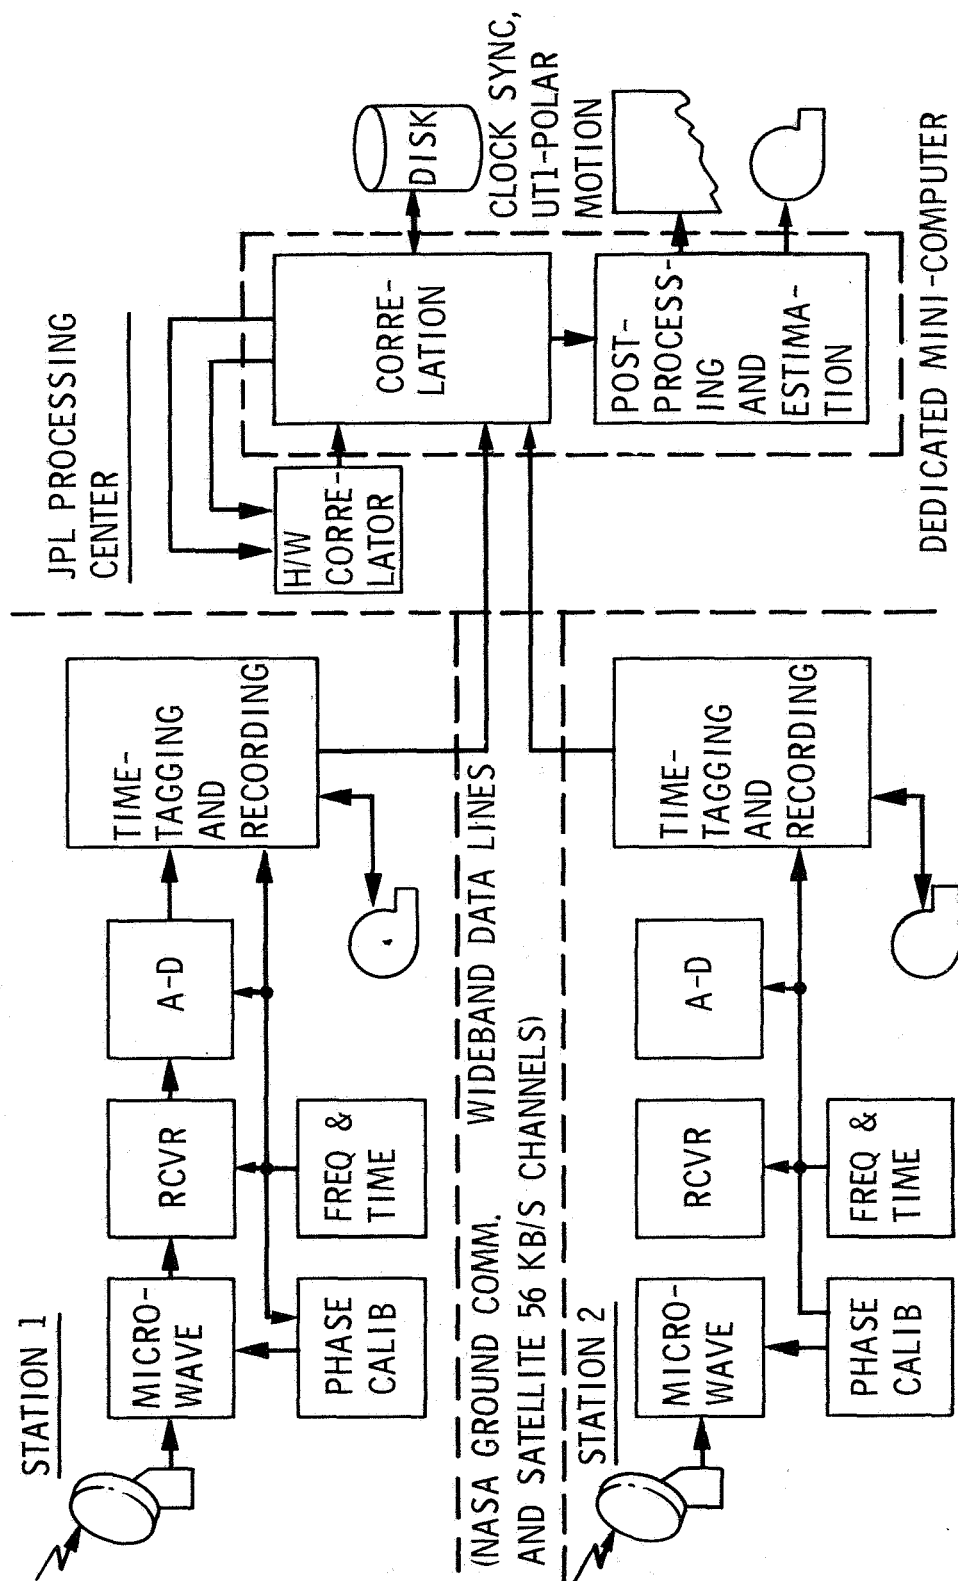 STATION 1
MICRO-
WAVE
RCVR
A-D
TIME-
TAGGING
AND
RECORDING
PHASE
CALIB
FREQ &
TIME
(NASA GROUND COMM. WIDEBAND DATA LINES
AND SATELLITE 56 KB/S CHANNELS)
STATION 2
MICRO-
WAVE
RCVR
A-D
TIME-
TAGGING
AND
RECORDING
PHASE
CALIB
FREQ &
TIME
JPL PROCESSING
CENTER
H/W
CORRE-
LATOR
CORRE-
LATION
DISK
CLOCK SYNC,
UT1-POLAR
MOTION
POST-
PROCESS-
ING AND
ESTIMA-
TION
DEDICATED MINI-COMPUTER